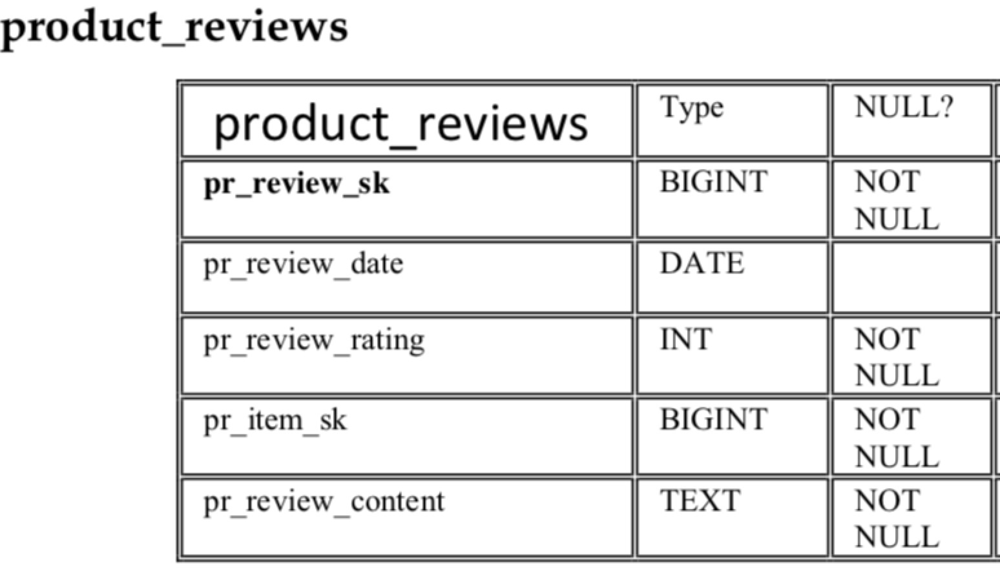 product_reviews
product_reviews Type NULL?
pr_review_sk BIGINT NOT
NULL
pr_review_date DATE
pr_review_rating INT NOT
NULL
pr_item_sk BIGINT NOT
NULL
pr_review_content TEXT NOT
NULL